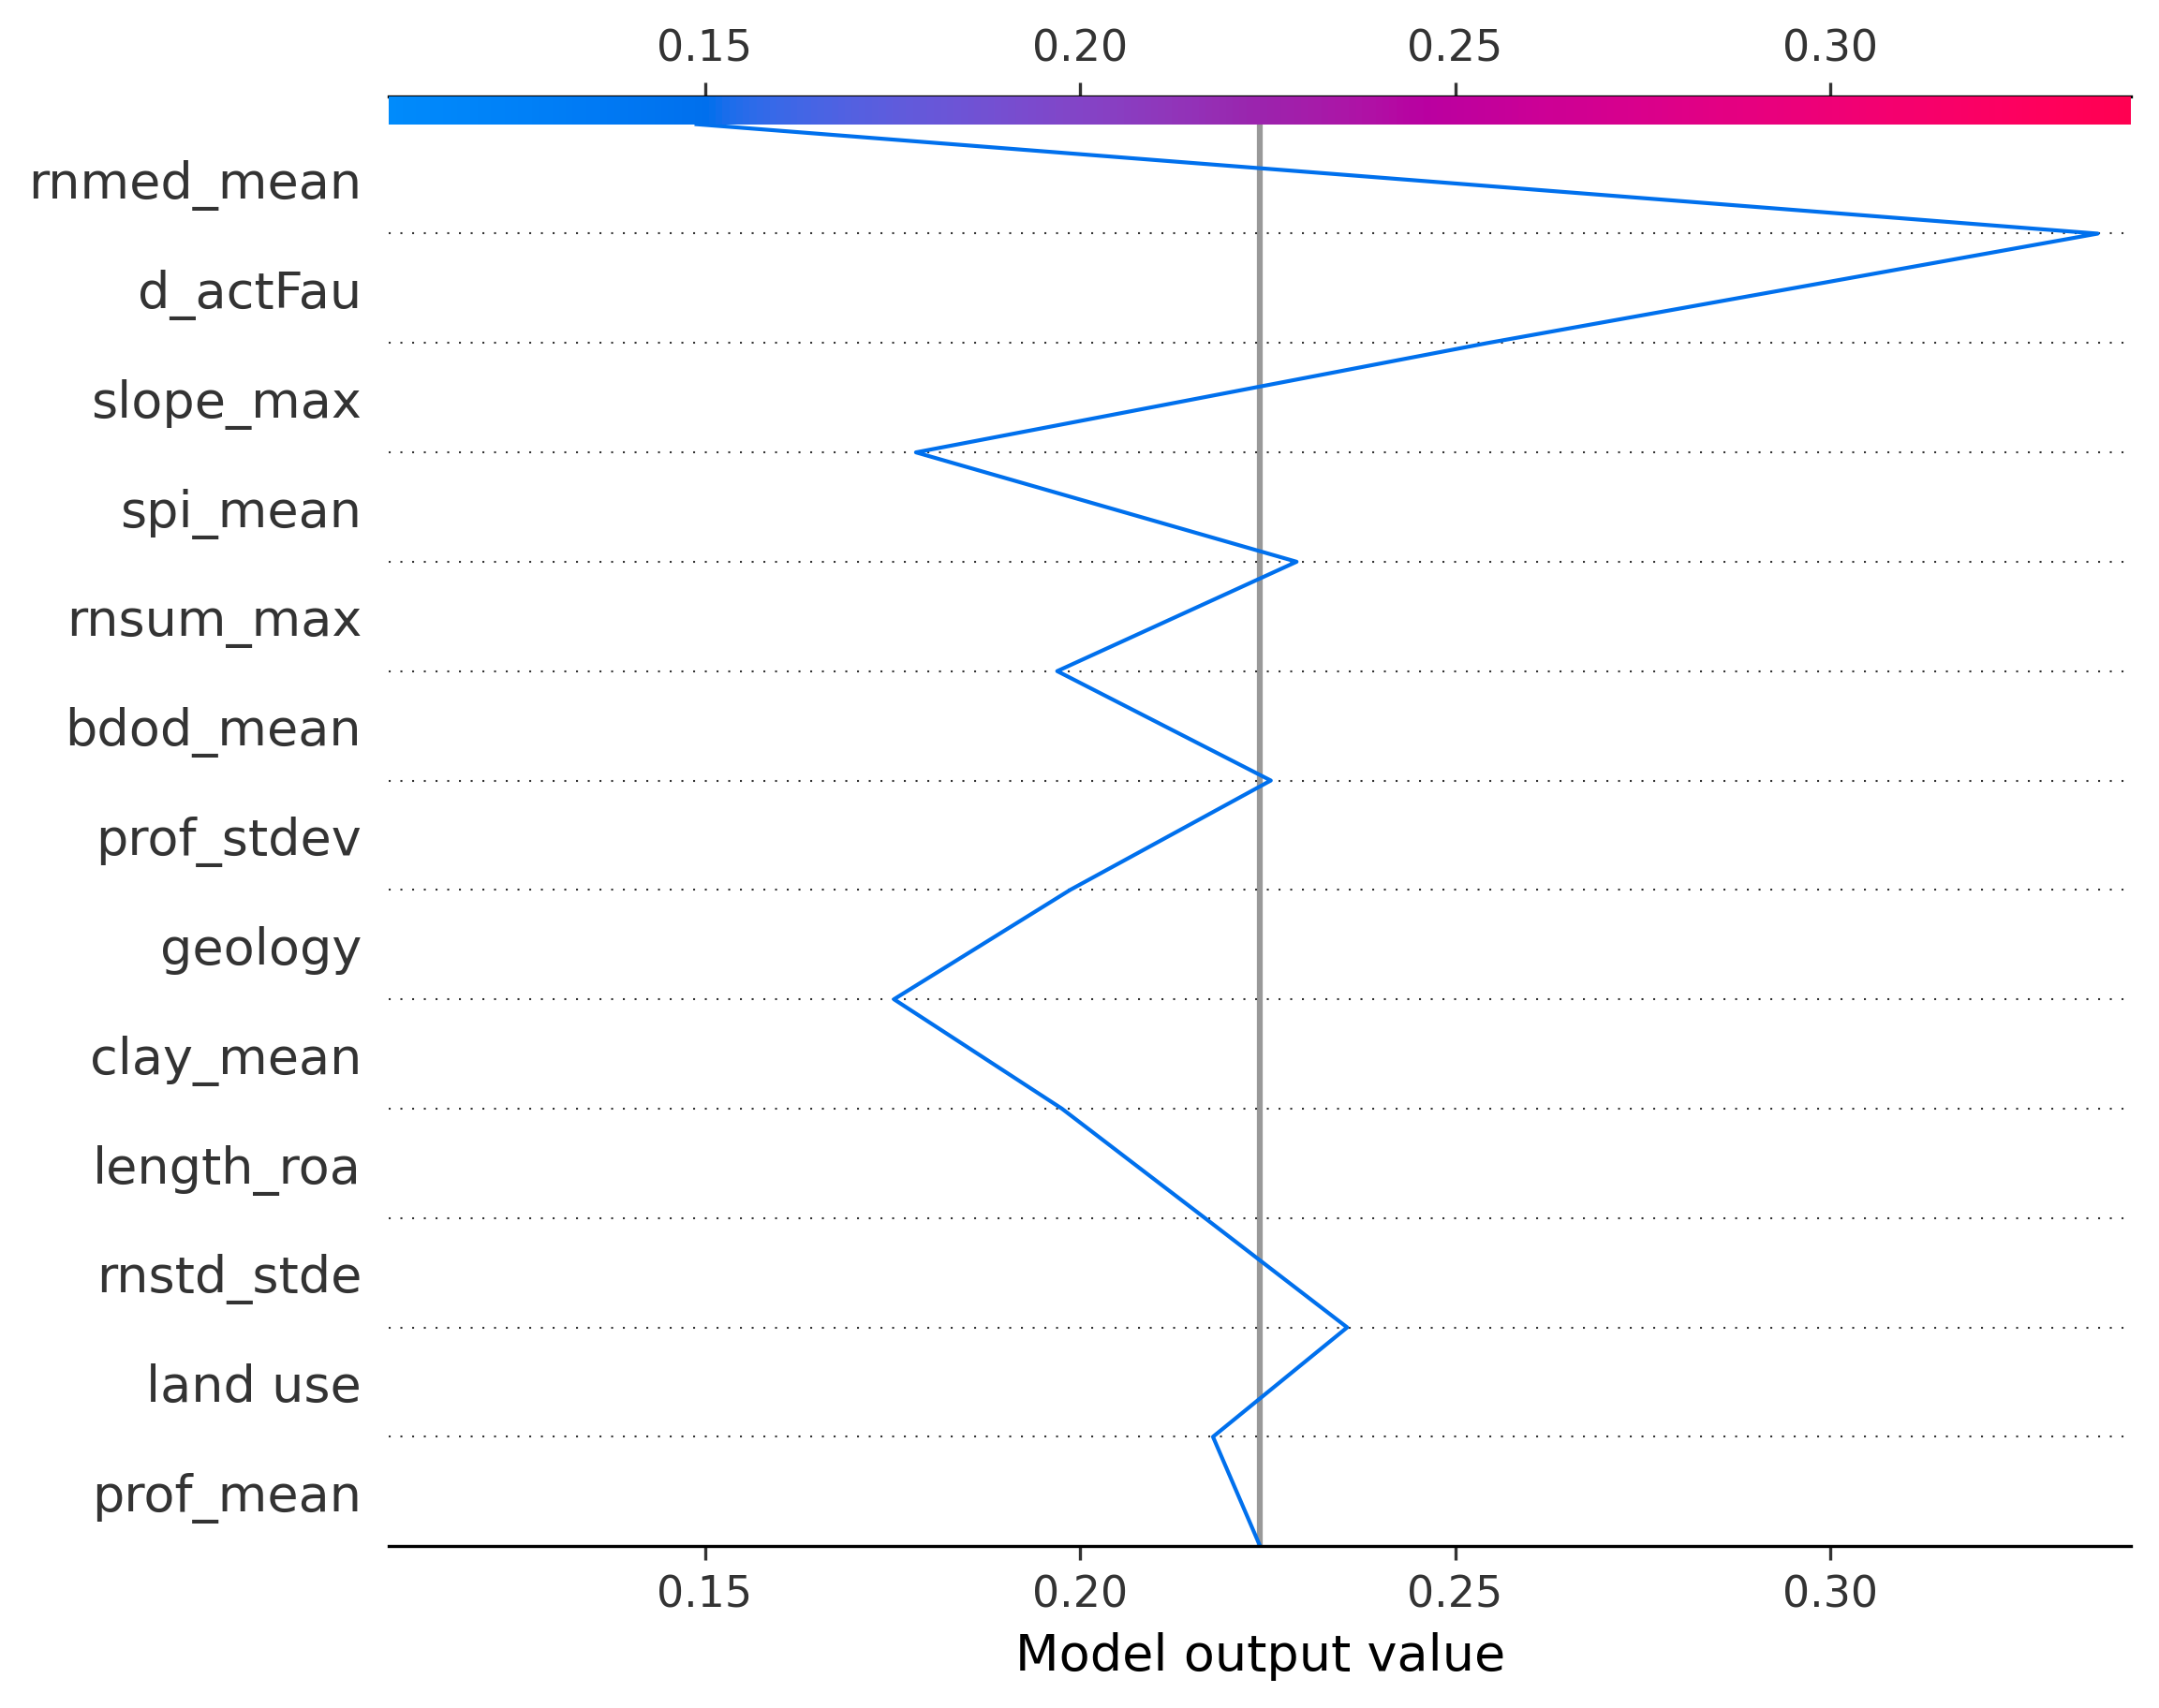 0.15 0.20 0.25 0.30
rnmed_mean
d_actFau
slope_max
spi_mean
rnsum_max
bdod_mean
prof_stdev
geology
clay_mean
length_roa
rnstd_stde
land use
prof_mean
0.15 0.20 0.25 0.30
Model output value